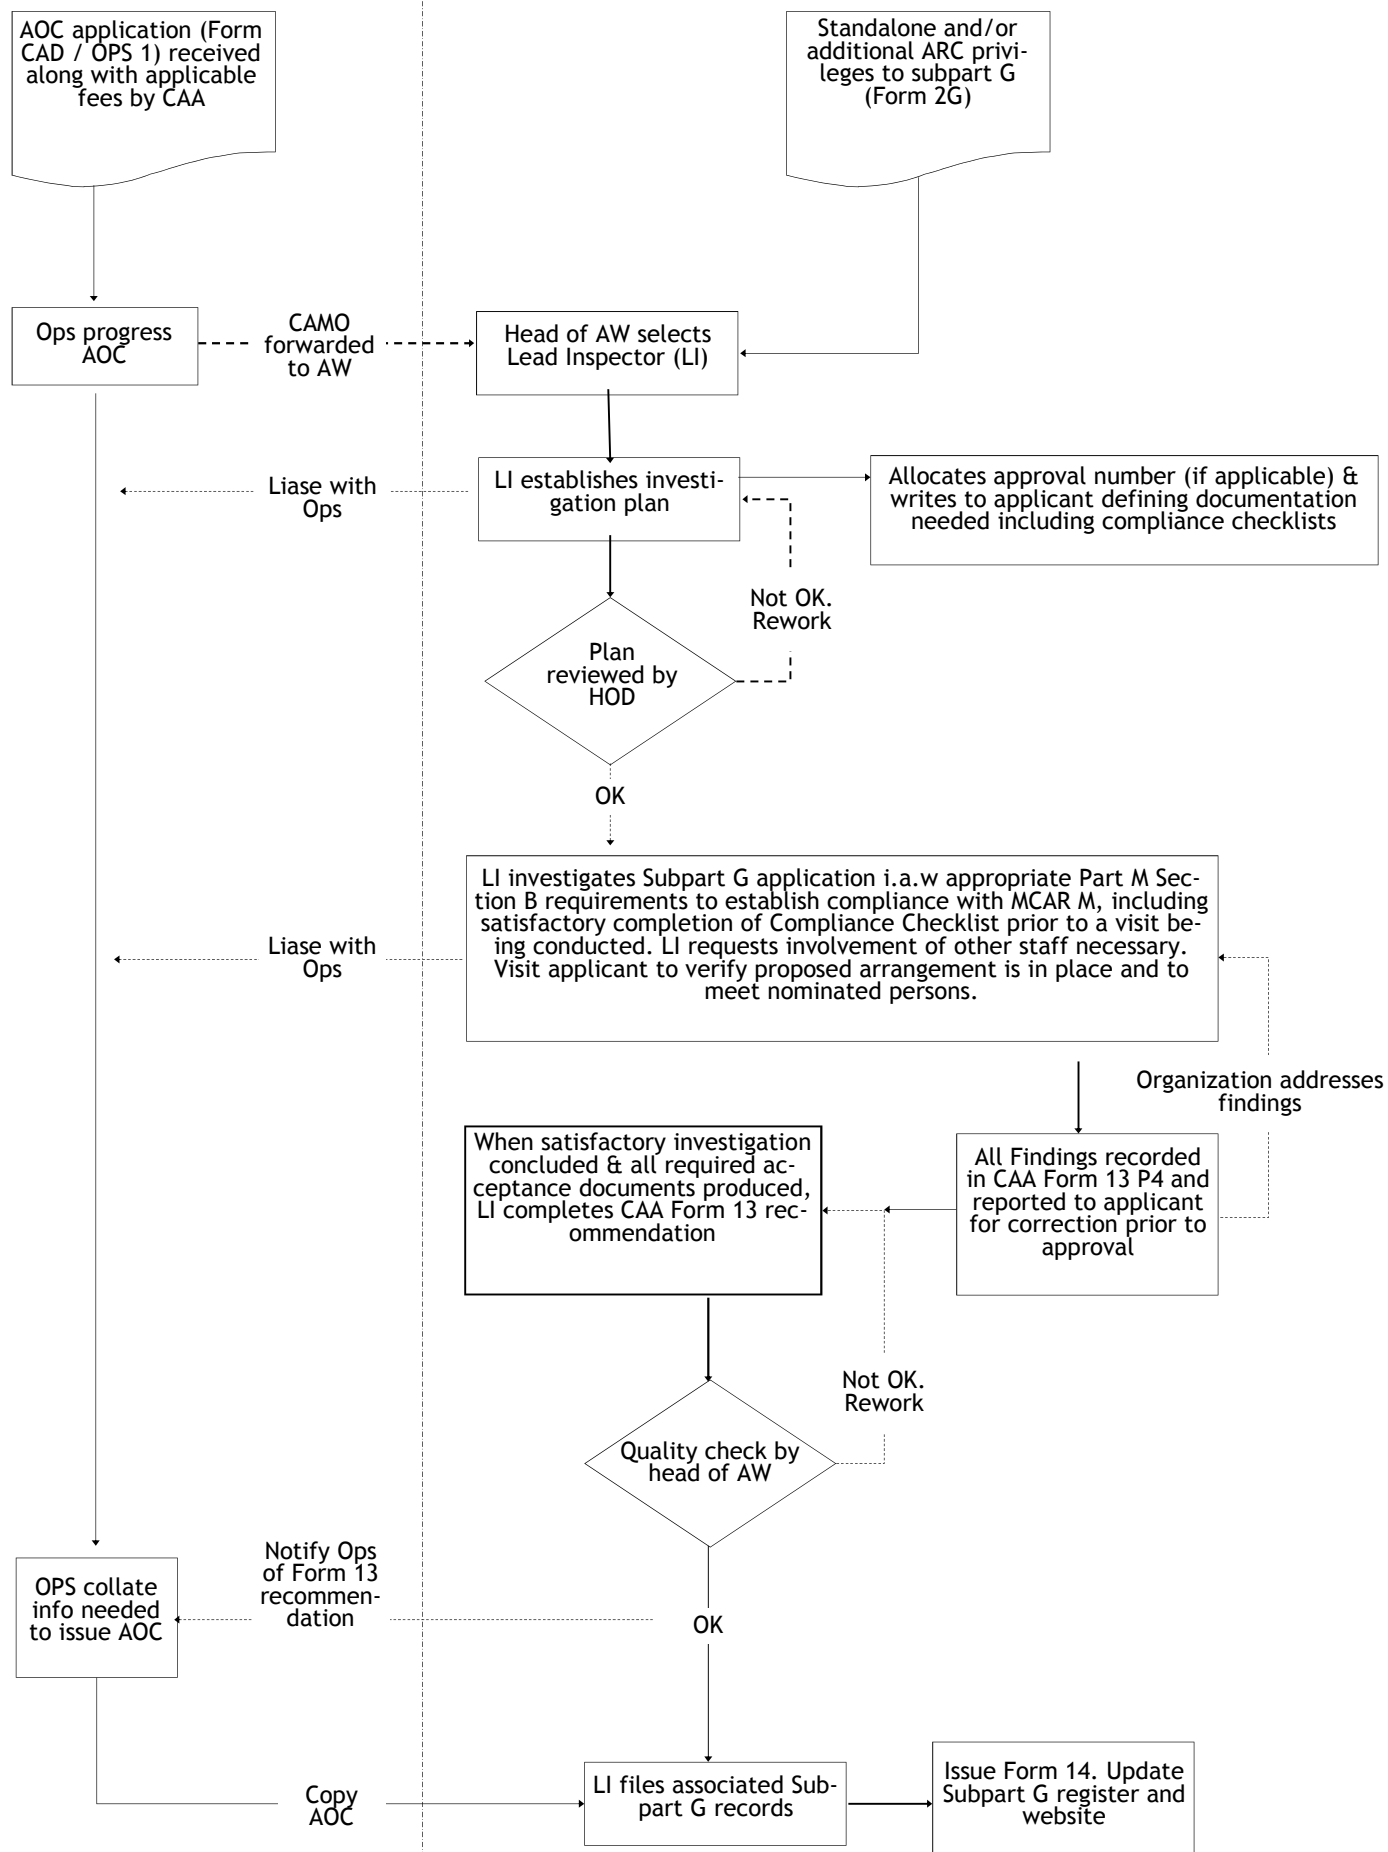 AOC application (Form
CAD / OPS 1) received
along with applicable
fees by CAA
Standalone and/or
additional ARC privi-
leges to subpart G
(Form 2G)
Ops progress
AOC
CAMO
forwarded
to AW
Head of AW selects
Lead Inspector (LI)
Liase with
Ops
LI establishes investi-
gation plan
Allocates approval number (if applicable) &
writes to applicant defining documentation
needed including compliance checklists
Not OK.
Rework
Plan
reviewed by
HOD
OK
LI investigates Subpart G application i.a.w appropriate Part M Sec-
tion B requirements to establish compliance with MCAR M, including
satisfactory completion of Compliance Checklist prior to a visit be-
ing conducted. LI requests involvement of other staff necessary.
Visit applicant to verify proposed arrangement is in place and to
meet nominated persons.
Liase with
Ops
Organization addresses
findings
When satisfactory investigation
concluded & all required ac-
ceptance documents produced,
LI completes CAA Form 13 rec-
ommendation
All Findings recorded
in CAA Form 13 P4 and
reported to applicant
for correction prior to
approval
Not OK.
Rework
Quality check by
head of AW
Notify Ops
of Form 13
recommen-
dation
OPS collate
info needed
to issue AOC
OK
Copy
AOC
LI files associated Sub-
part G records
Issue Form 14. Update
Subpart G register and
website